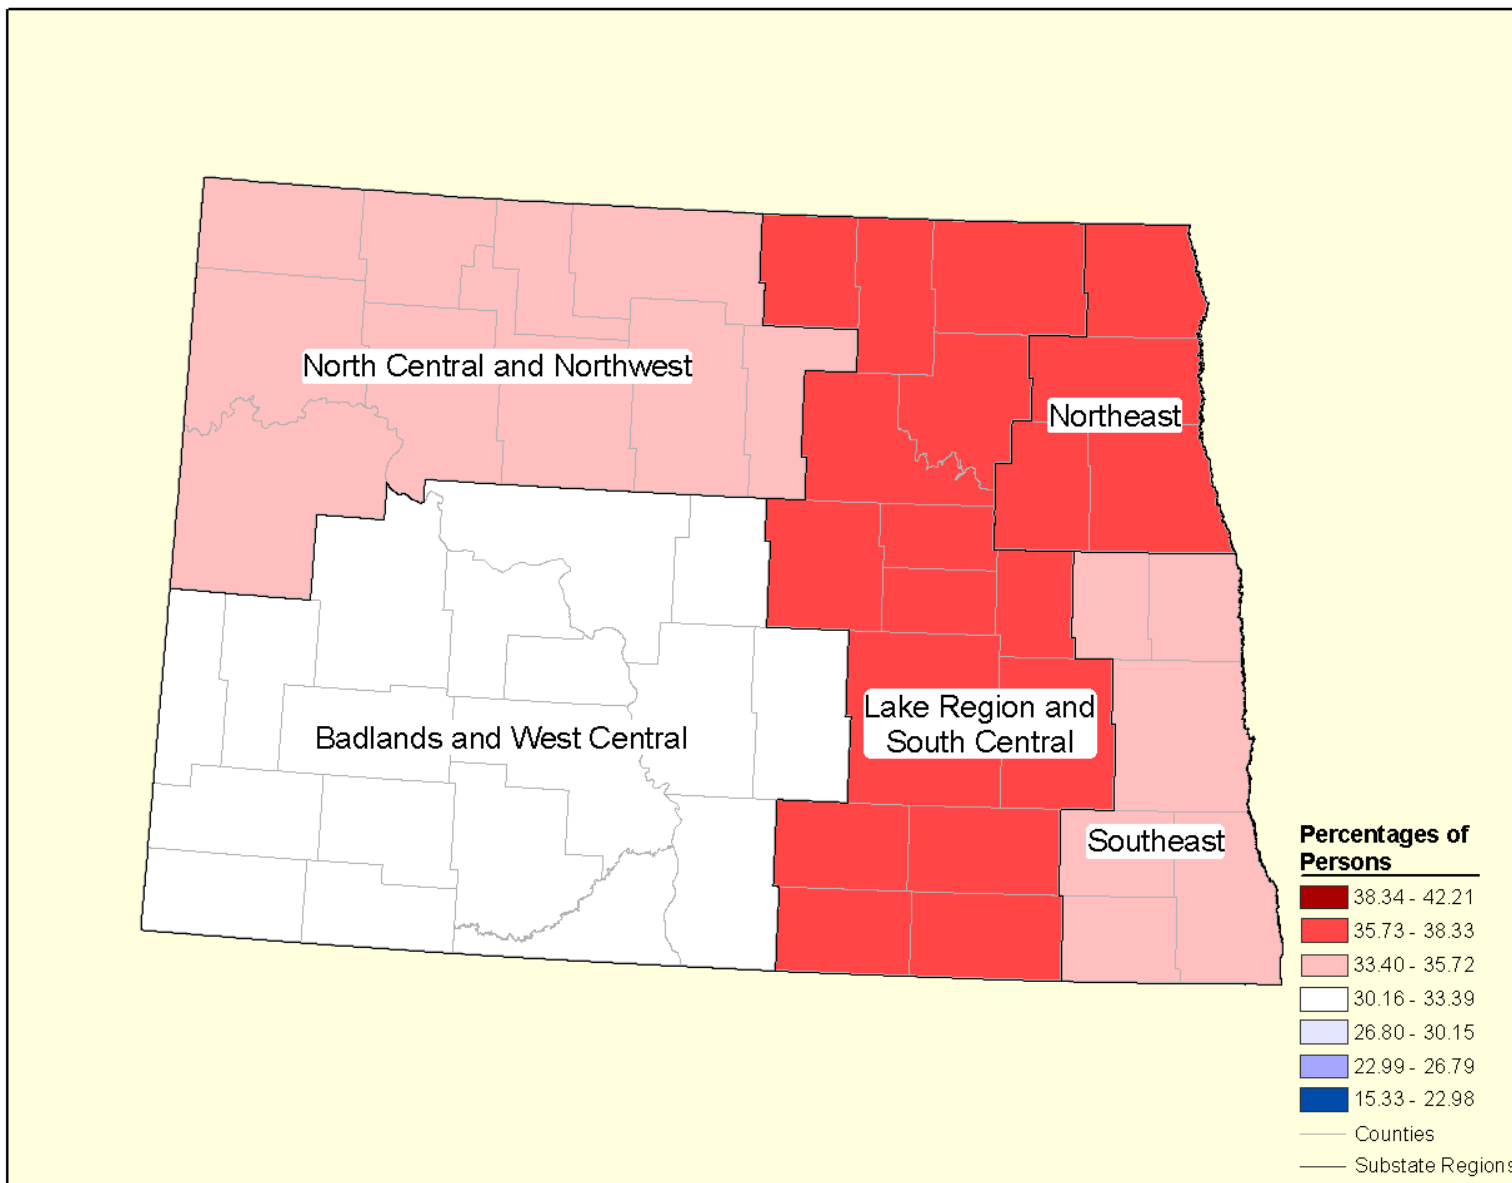 North Central and Northwest
Northeast
Lake Region and
South Central
Badlands and West Central
Southeast
Percentages of
Persons
38.34 - 42.21
35.73 - 38.33
33.40 - 35.72
30.16 - 33.39
26.80 - 30.15
22.99 - 26.79
15.33 - 22.98
Counties
Substate Regions